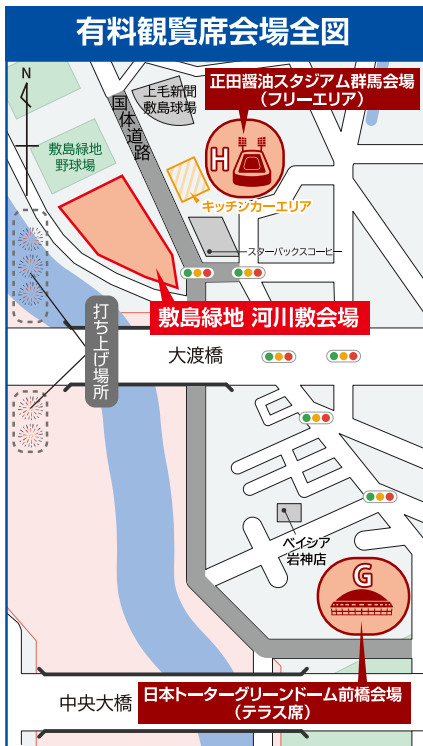 有料観覧席会場全図
N
上毛新聞
敷島球場
正田醤油スタジアム群馬会場
（フリーエリア）
国体道路
敷島緑地
野球場
H
キッチンカーエリア
スターバックスコーヒー
敷島緑地 河川敷会場
打ち上げ場所
大渡橋
ベイシア
岩神店
G
中央大橋
日本トーターグリーンドーム前橋会場
（テラス席）